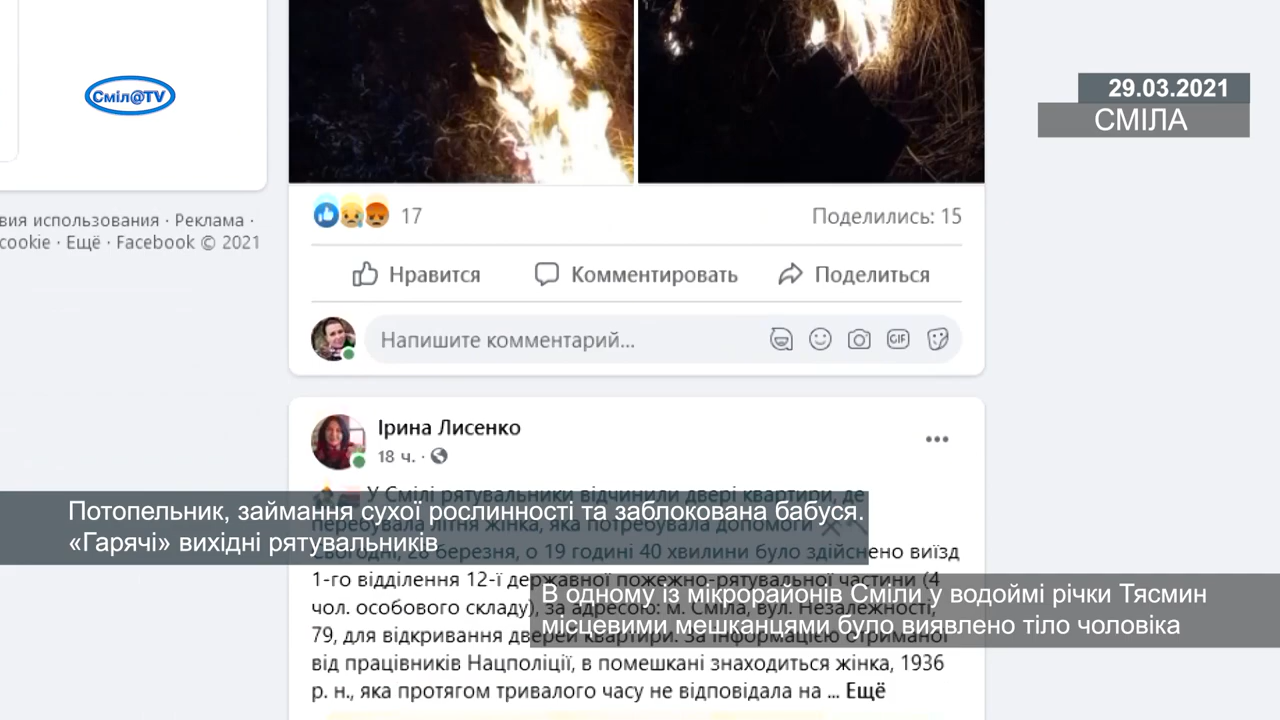 Сміл@TV
29.03.2021
СМІЛА
вия использования · Реклама ·
cookie · Ещё · Facebook © 2021
17
Поделились: 15
Нравится
Комментировать
Поделиться
Напишите комментарий...
GIF
Ірина Лисенко
18 ч. ·
У Смілі рятувальники відчинили двері квартири, де
перебувала літня жінка, яка потребувала допомоги
Потопельник, займання сухої рослинності та заблокована бабуся.
«Гарячі» вихідні рятувальників
Сьогодні, 28 березня, о 19 годині 40 хвилини було здійснено виїзд
1-го відділення 12-ї державної пожежно-рятувальної частини (4
чол. особового складу), за адресою: м. Сміла, вул. Незалежності,
79, для відкривання дверей квартири. За інформацією отриманої
від працівників Нацполіції, в помешкані знаходиться жінка, 1936
р. н., яка протягом тривалого часу не відповідала на ... Ещё
В одному із мікрорайонів Сміли у водоймі річки Тясмин
місцевими мешканцями було виявлено тіло чоловіка